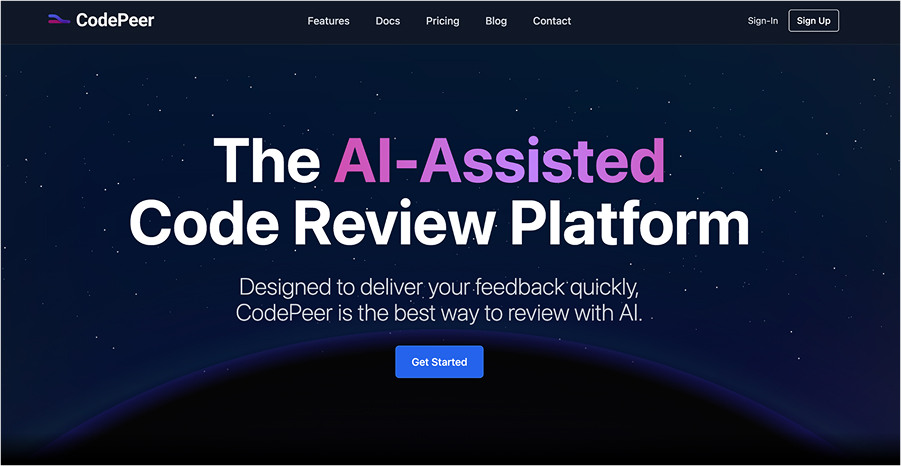 CodePeer
Features Docs Pricing Blog Contact
Sign-In Sign Up
The AI-Assisted
Code Review Platform
Designed to deliver your feedback quickly,
CodePeer is the best way to review with AI.
Get Started